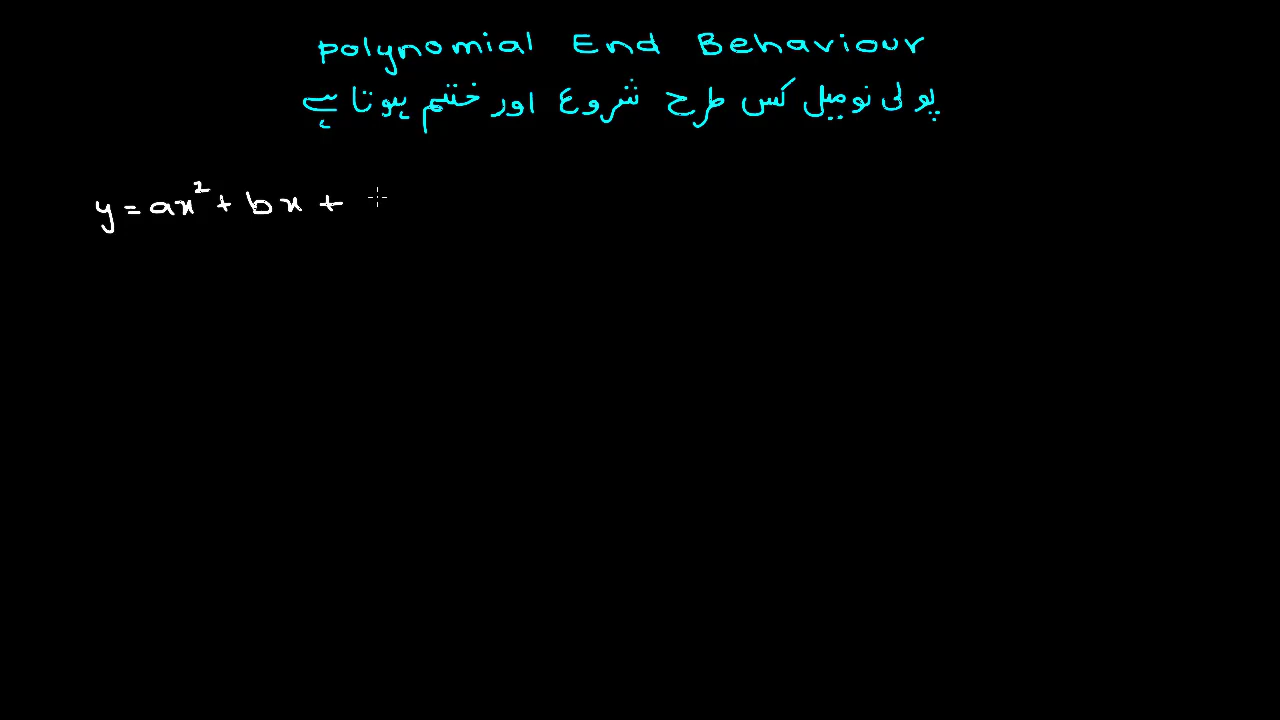 Polynomial End Behaviour
پولی نومیل کس طرح شروع اور ختم ہوتا ہے
y = ax² + bx +